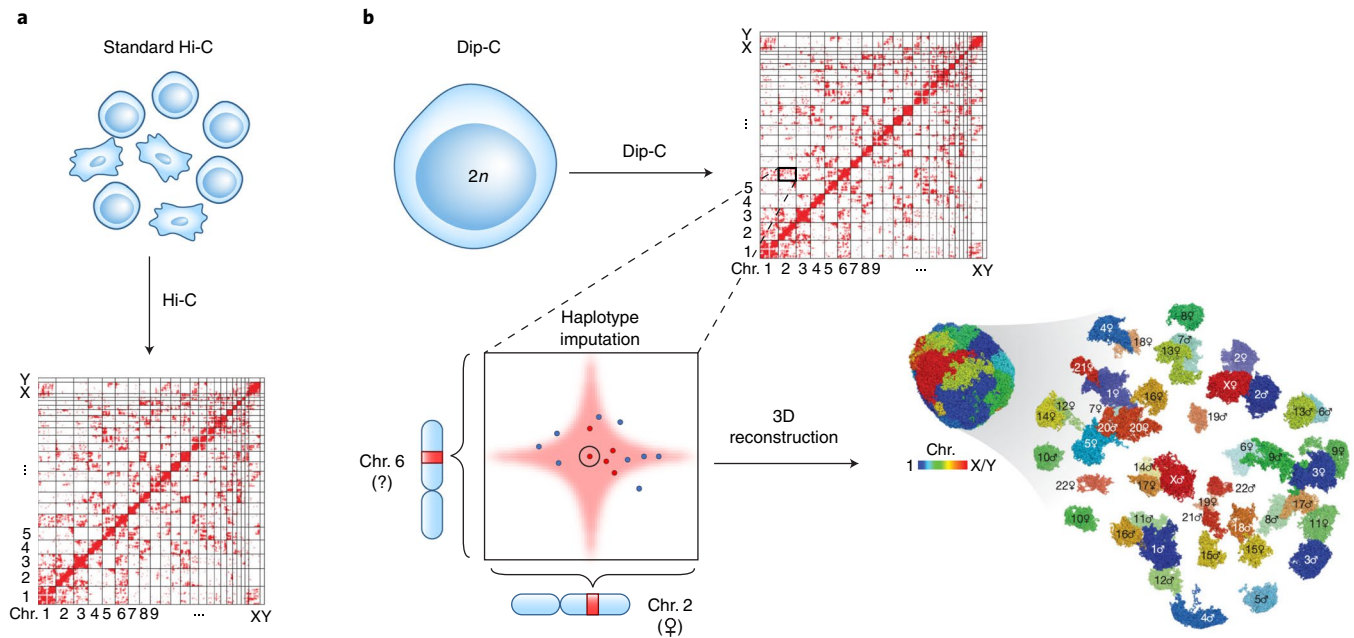 a
Standard Hi-C
Hi-C
Y
X
...
5
4
3
2
1
Chr. 1 2 3 4 5 6 7 8 9 ... XY
b
Dip-C
2n
Dip-C
Y
X
...
5
4
3
2
1
Chr. 1 2 3 4 5 6 7 8 9 ... XY
Haplotype
imputation
Chr. 6
(?)
Chr. 2
(♀)
3D
reconstruction
Chr.
1 X/Y
8♀
4♀
18♀
7♂
13♀
2♀
21♀
1♀
16♀
X♀
2♂
14♀
12♀
7♀
20♂
20♀
19♂
13♂
6♂
5♀
10♂
6♀
9♂
9♀
3♀
14♂
17♀
X♂
22♀
22♂
19♀
17♂
10♀
11♂
21♂
18♂
8♂
11♀
16♂
1♂
15♂
15♀
3♂
12♂
5♂
4♂